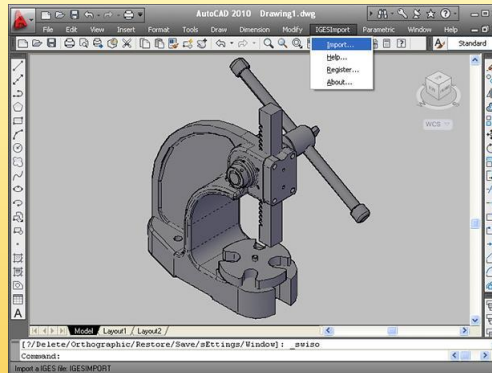 AutoCAD 2010 Drawing1.dwg
File Edit View Insert Format Tools Draw Dimension Modify IGESImport Parametric Window Help
Standard
Import...
Help...
Register...
About...
WCS
A
Model Layout1 Layout2
[?/Delete/Orthographic/Restore/Save/sEttings/Window]: _swiso
Command:
Import a IGES file: IGESIMPORT